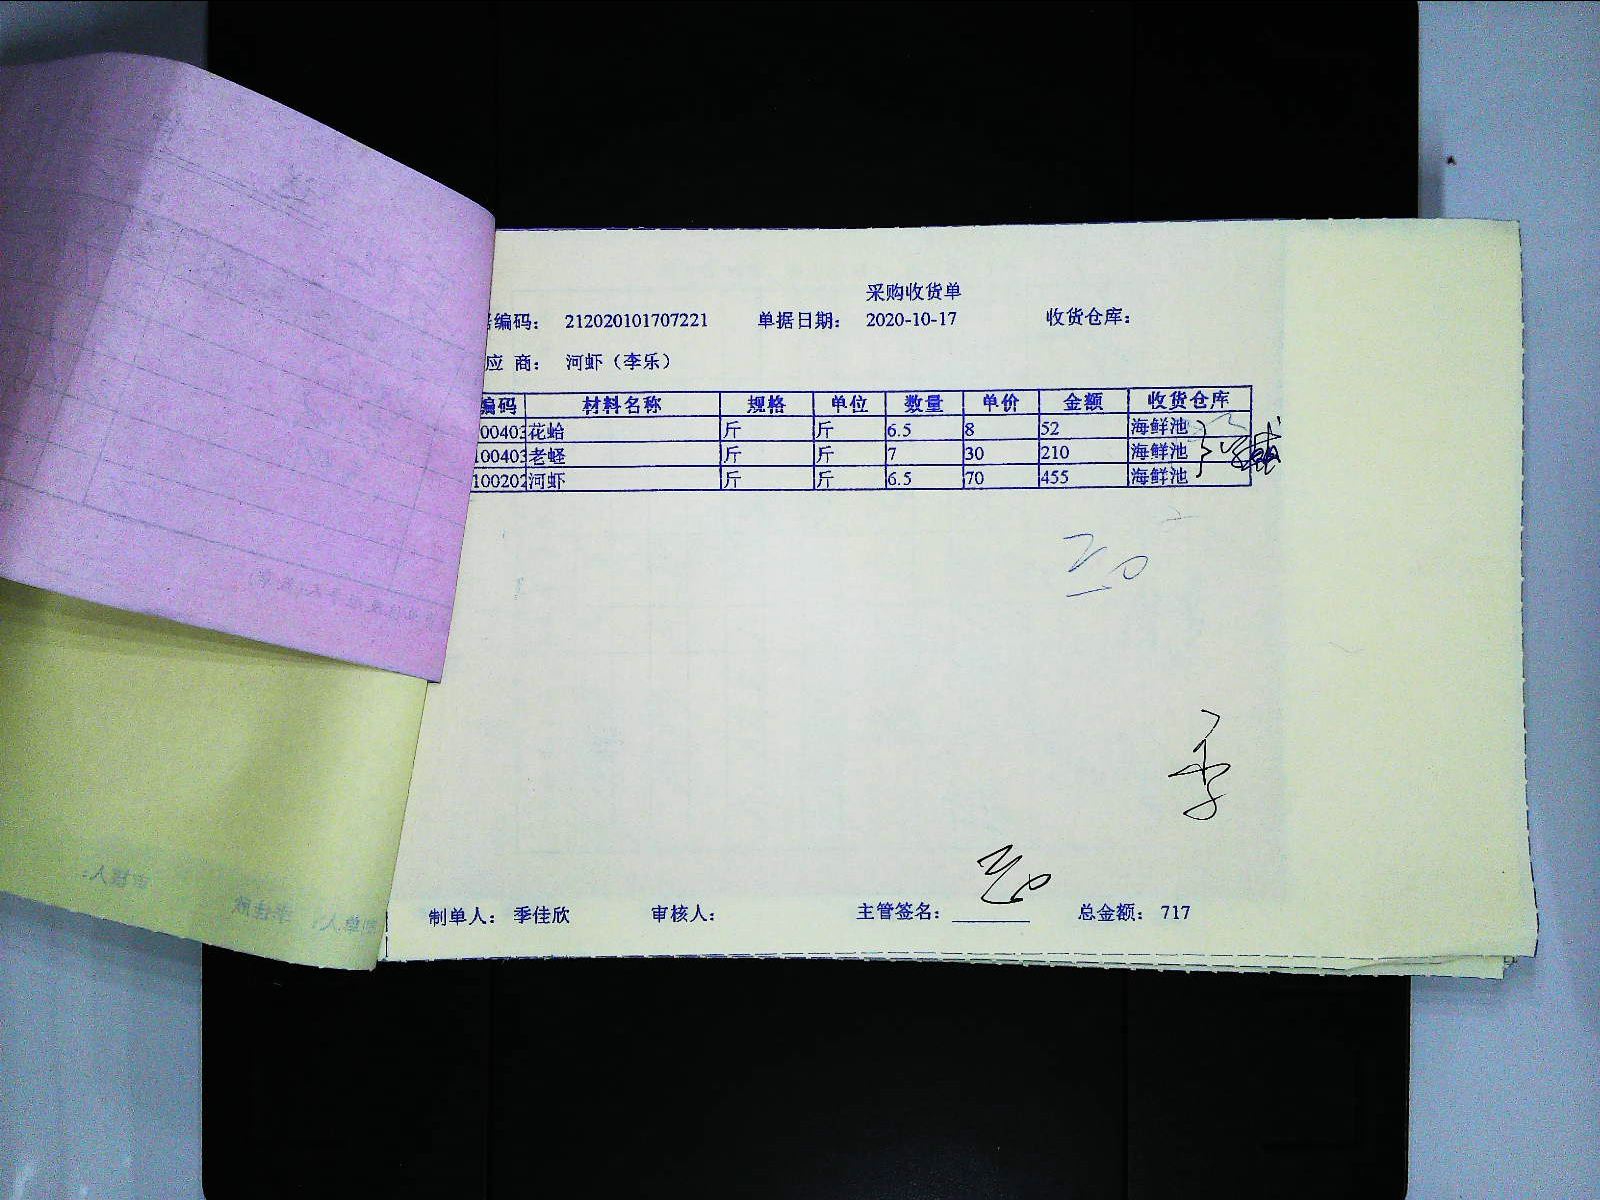 采购收货单
编码： 212020101707221 单据日期： 2020-10-17 收货仓库：
应 商： 河虾（李乐）
编码 材料名称 规格 单位 数量 单价 金额 收货仓库
00403 花蛤 斤 斤 6.5 8 52 海鲜池
100403 老蛏 斤 斤 7 30 210 海鲜池
100202 河虾 斤 斤 6.5 70 455 海鲜池
制单人： 季佳欣 审核人： 主管签名： 总金额： 717